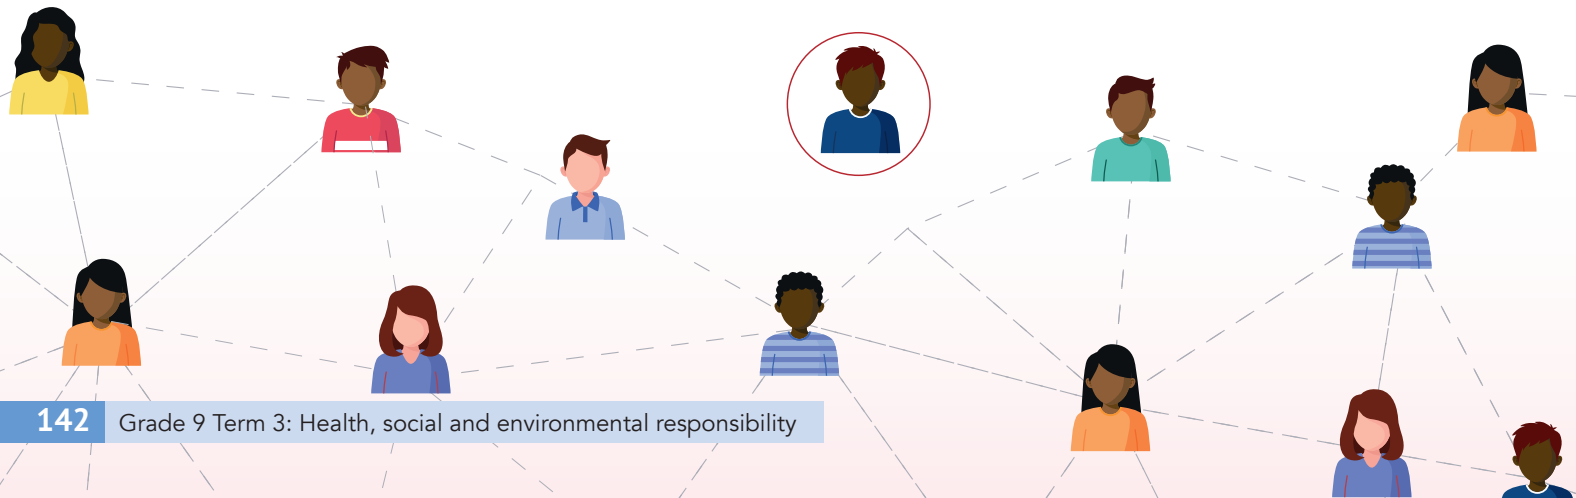 142 Grade 9 Term 3: Health, social and environmental responsibility